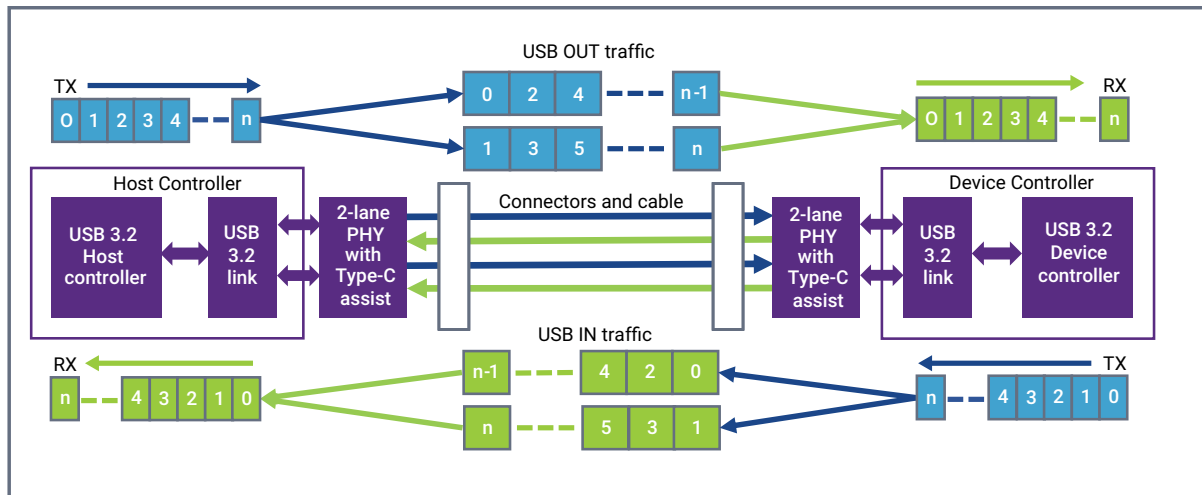 USB OUT traffic
TX
0 1 2 3 4 n
0 2 4 n-1
1 3 5 n
RX
0 1 2 3 4 n
Host Controller
USB 3.2
Host
controller
USB
3.2
link
2-lane
PHY
with
Type-C
assist
Connectors and cable
2-lane
PHY
with
Type-C
assist
Device Controller
USB
3.2
link
USB 3.2
Device
controller
USB IN traffic
RX
n 4 3 2 1 0
n-1 4 2 0
n 5 3 1
TX
n 4 3 2 1 0